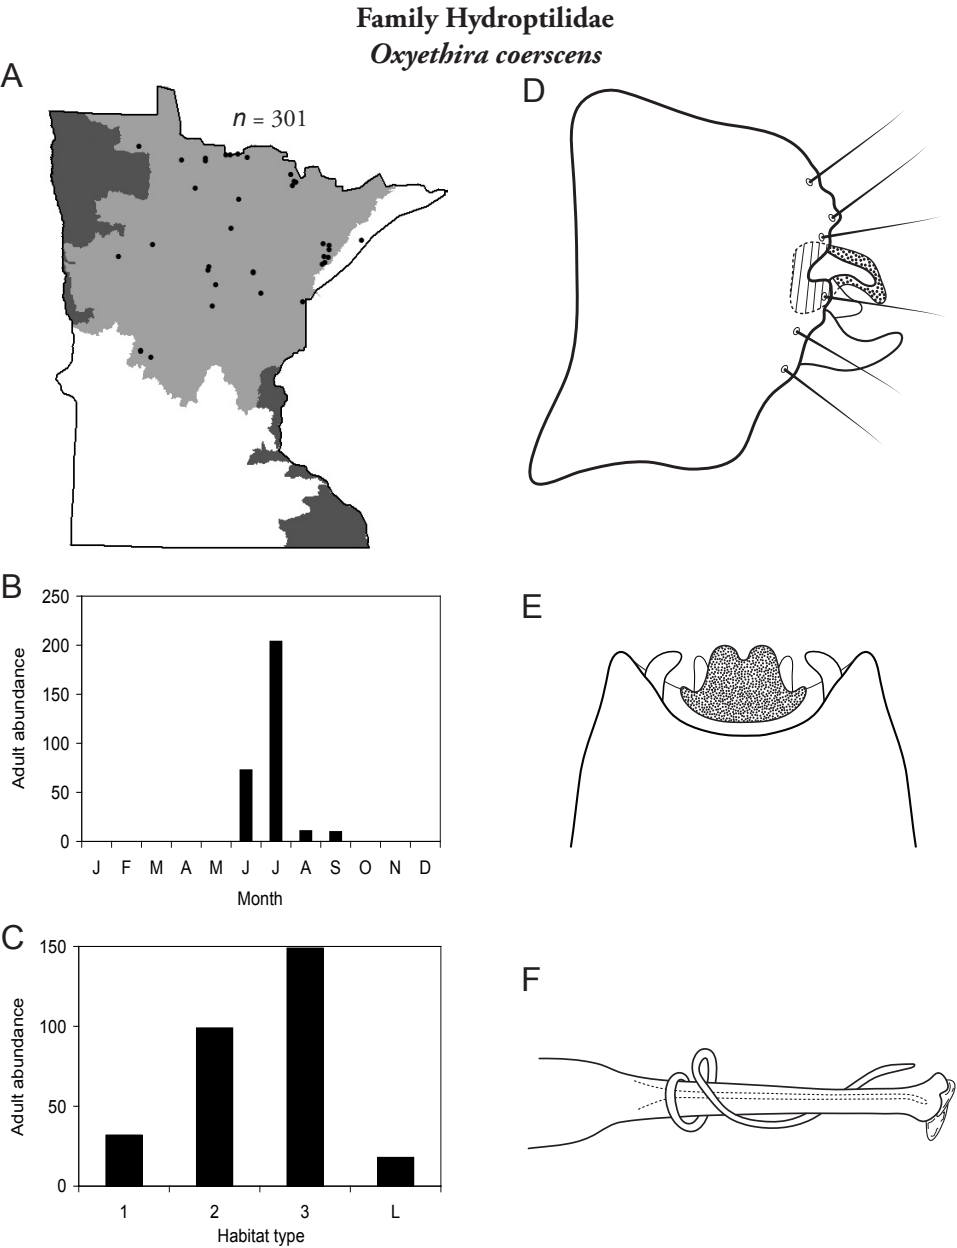 Family Hydroptilidae
Oxyethira coerscens
A
n = 301
D
B
250
200
150
100
50
0
Adult abundance
J F M A M J J A S O N D
Month
E
C
150
100
50
0
Adult abundance
1 2 3 L
Habitat type
F